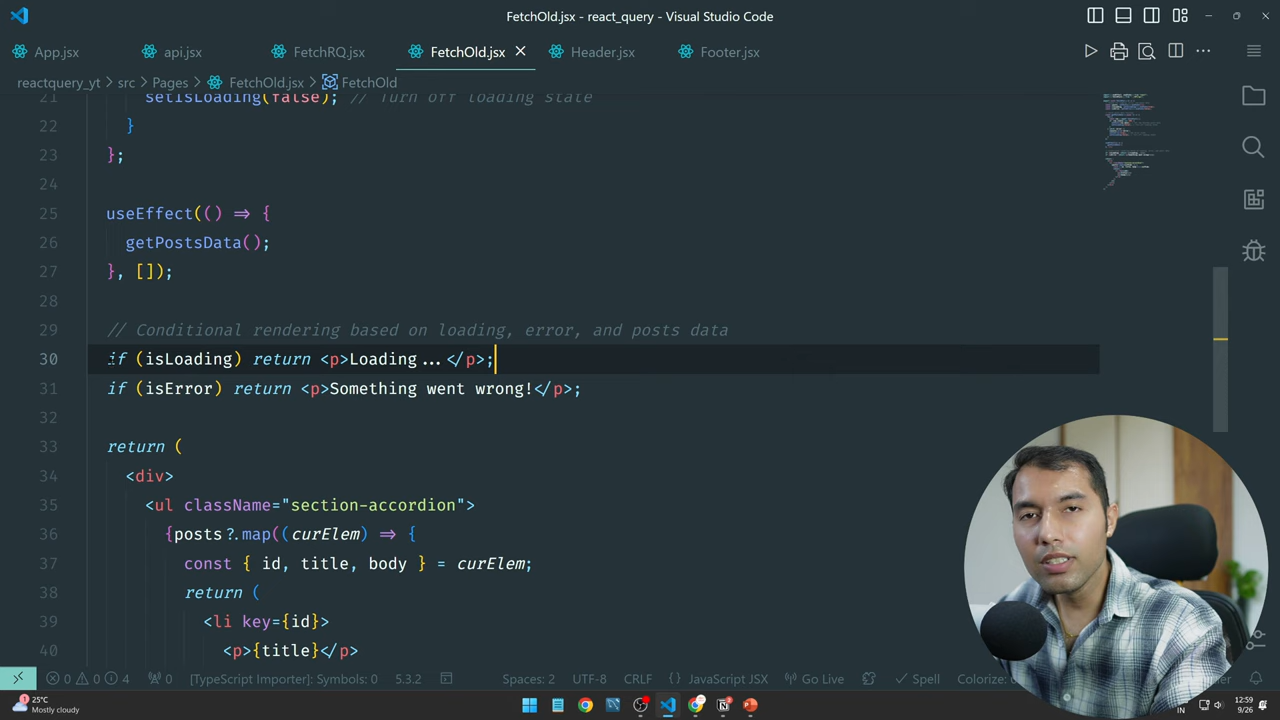 FetchOld.jsx - react_query - Visual Studio Code
App.jsx api.jsx FetchRQ.jsx FetchOld.jsx Header.jsx Footer.jsx
reactquery_yt > src > Pages > FetchOld.jsx > FetchOld
21 setIsLoading(false); // Turn off loading state
22 }
23 };
24
25 useEffect(() => {
26 getPostsData();
27 }, []);
28
29 // Conditional rendering based on loading, error, and posts data
30 if (isLoading) return <p>Loading...</p>;
31 if (isError) return <p>Something went wrong!</p>;
32
33 return (
34 <div>
35 <ul className="section-accordion">
36 {posts?.map((curElem) => {
37 const { id, title, body } = curElem;
38 return (
39 <li key={id}>
40 <p>{title}</p>
0 0 4 0 [TypeScript Importer]: Symbols: 0 5.3.2 Spaces: 2 UTF-8 CRLF {} JavaScript JSX Go Live Spell Colorize:
25°C
Mostly cloudy
IN
12:59
9/26